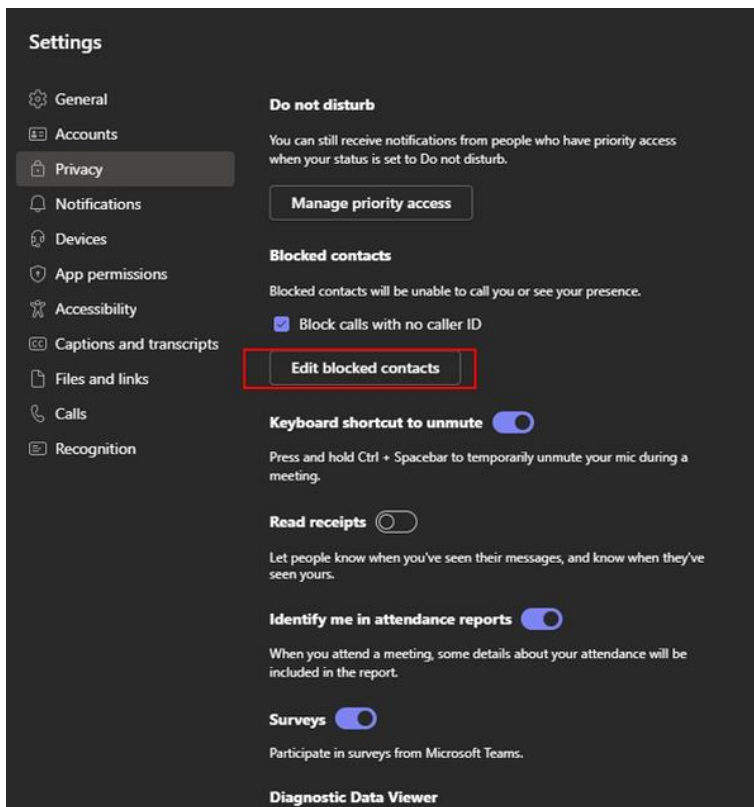 Settings
General
Accounts
Privacy
Notifications
Devices
App permissions
Accessibility
CC Captions and transcripts
Files and links
Calls
Recognition
Do not disturb
You can still receive notifications from people who have priority access
when your status is set to Do not disturb.
Manage priority access
Blocked contacts
Blocked contacts will be unable to call you or see your presence.
Block calls with no caller ID
Edit blocked contacts
Keyboard shortcut to unmute
Press and hold Ctrl + Spacebar to temporarily unmute your mic during a
meeting.
Read receipts
Let people know when you've seen their messages, and know when they've
seen yours.
Identify me in attendance reports
When you attend a meeting, some details about your attendance will be
included in the report.
Surveys
Participate in surveys from Microsoft Teams.
Diagnostic Data Viewer